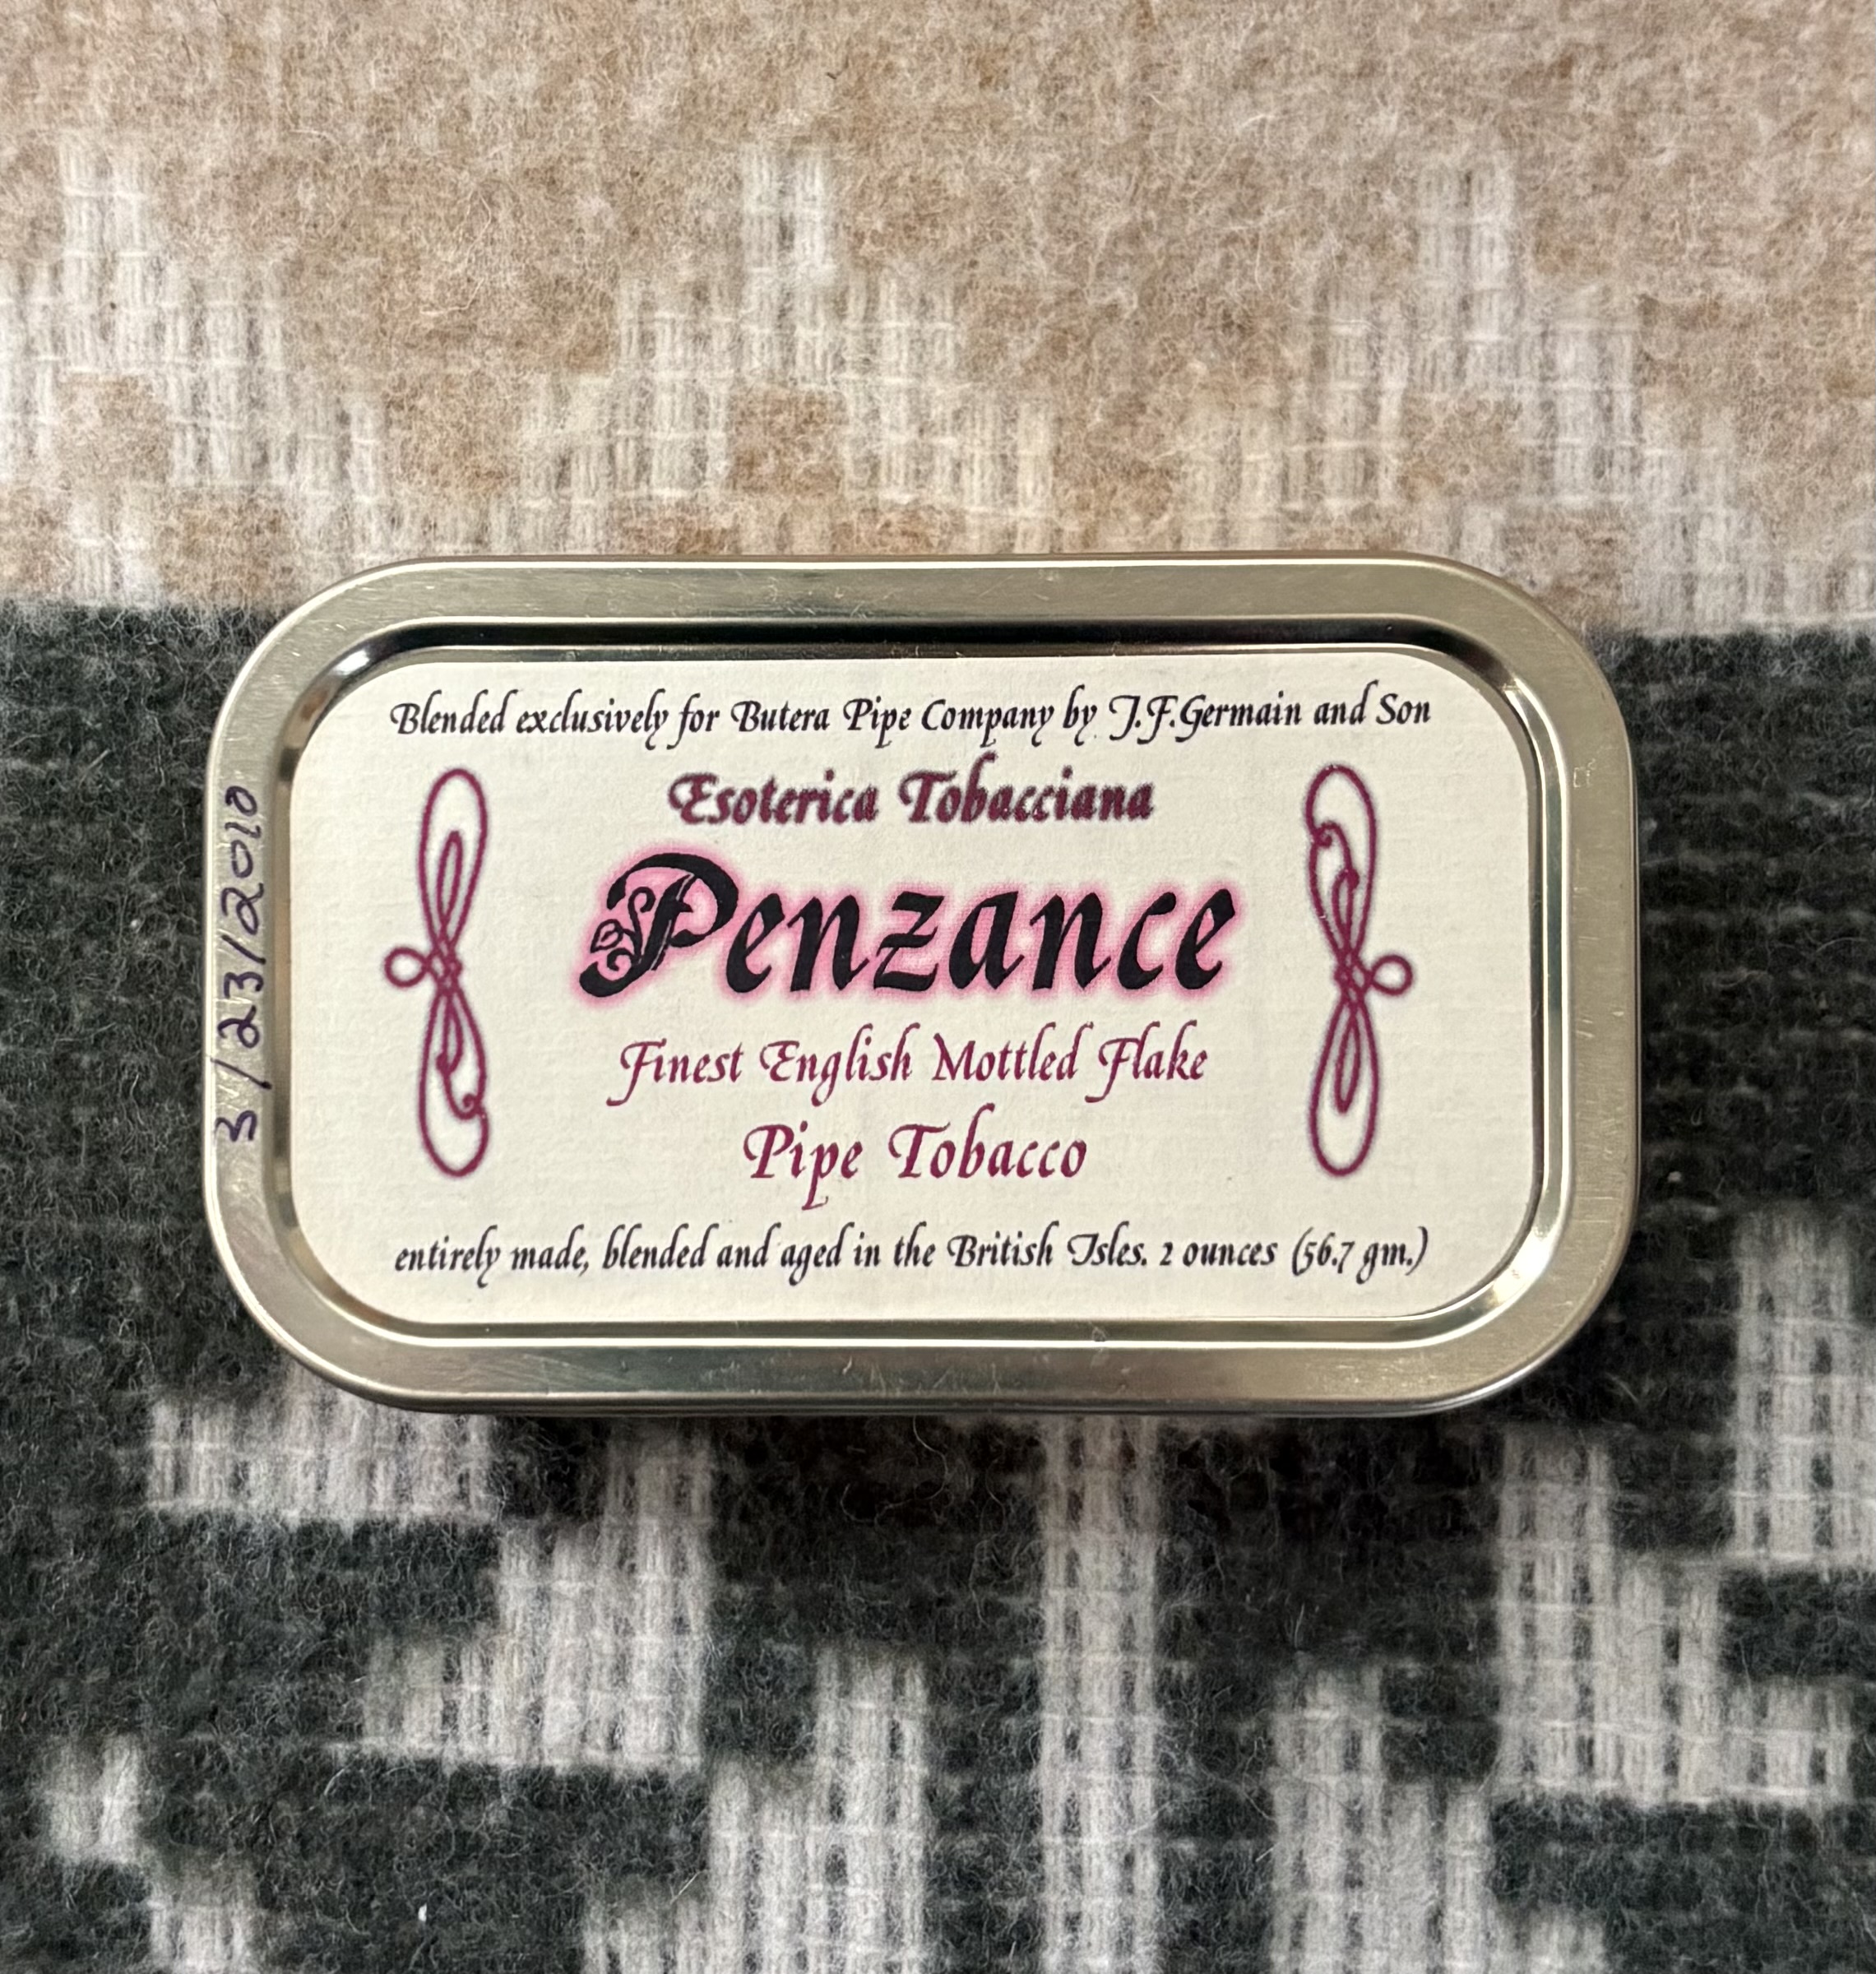 Blended exclusively for Butera Pipe Company by J.F.Germain and Son
Esoterica Tobacciana
Penzance
Finest English Mottled Flake
Pipe Tobacco
entirely made, blended and aged in the British Isles. 2 ounces (56.7 gm.)
3/23/2010